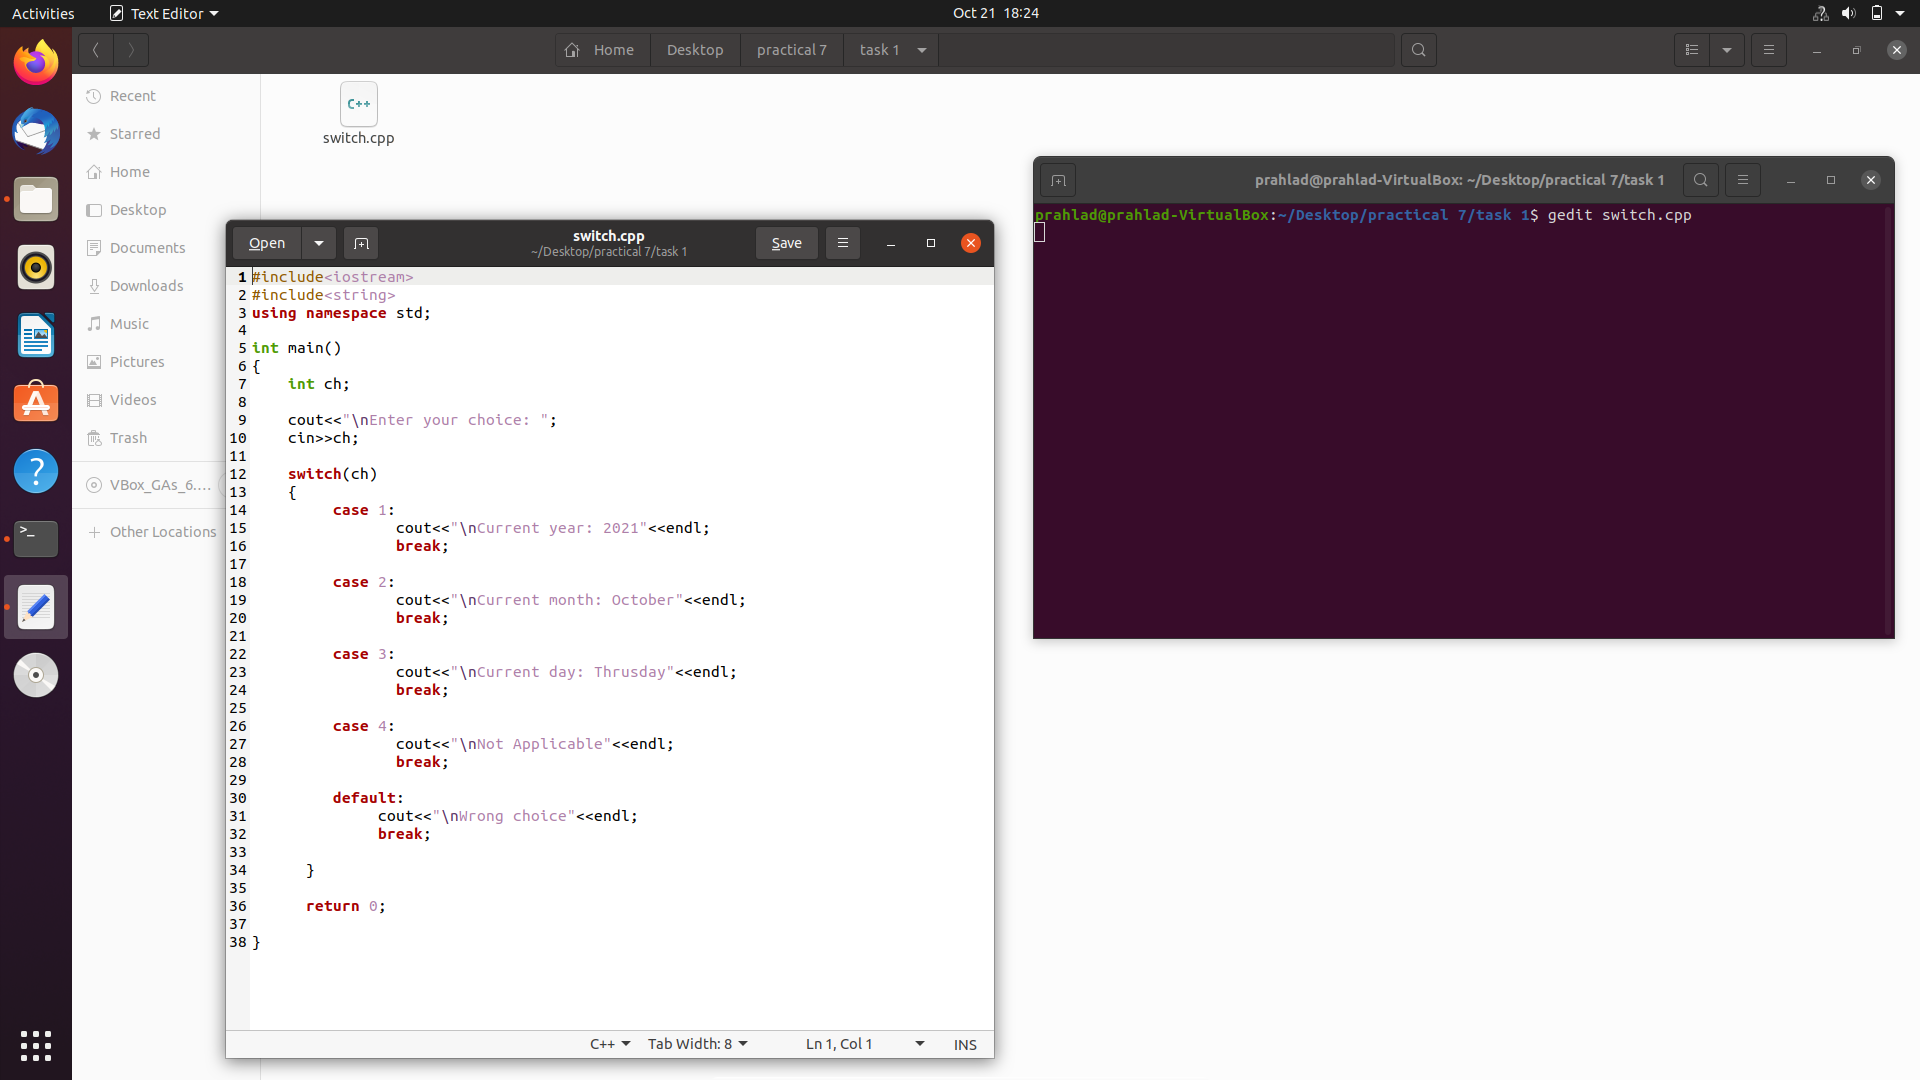 Activities
Text Editor
Oct 21 18:24
Home
Desktop
practical 7
task 1
Recent
Starred
Home
Desktop
Documents
Downloads
Music
Pictures
Videos
Trash
VBox_GAs_6....
Other Locations
C++
switch.cpp
Open
switch.cpp
~/Desktop/practical 7/task 1
Save
1 #include<iostream>
2 #include<string>
3 using namespace std;
4
5 int main()
6 {
7 int ch;
8
9 cout<<"\nEnter your choice: ";
10 cin>>ch;
11
12 switch(ch)
13 {
14 case 1:
15 cout<<"\nCurrent year: 2021"<<endl;
16 break;
17
18 case 2:
19 cout<<"\nCurrent month: October"<<endl;
20 break;
21
22 case 3:
23 cout<<"\nCurrent day: Thrusday"<<endl;
24 break;
25
26 case 4:
27 cout<<"\nNot Applicable"<<endl;
28 break;
29
30 default:
31 cout<<"\nWrong choice"<<endl;
32 break;
33
34 }
35
36 return 0;
37
38 }
C++
Tab Width: 8
Ln 1, Col 1
INS
prahlad@prahlad-VirtualBox: ~/Desktop/practical 7/task 1
prahlad@prahlad-VirtualBox:~/Desktop/practical 7/task 1$ gedit switch.cpp